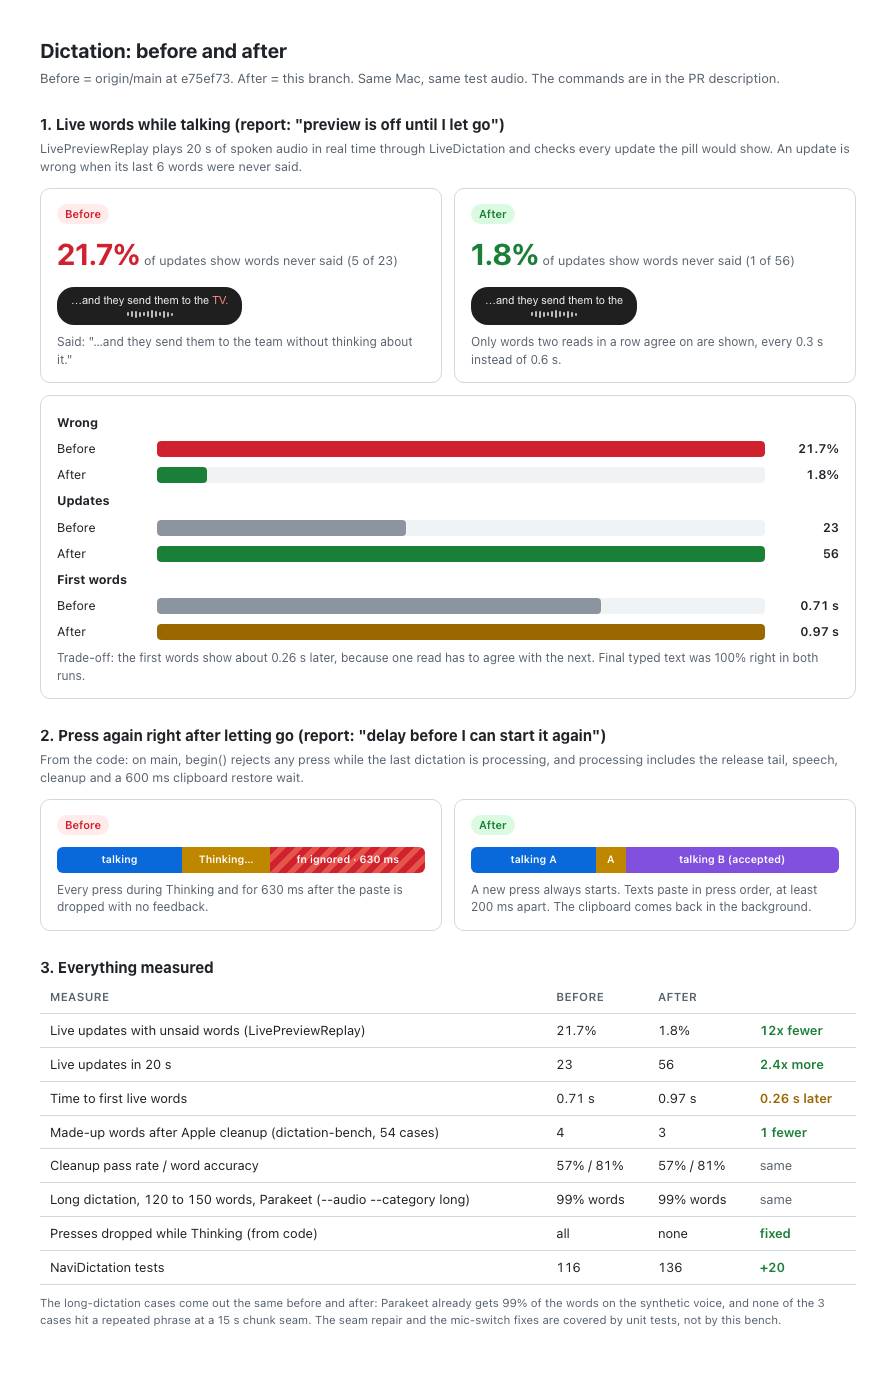 Dictation: before and after
Before = origin/main at e75ef73. After = this branch. Same Mac, same test audio. The commands are in the PR description.
1. Live words while talking (report: "preview is off until I let go")
LivePreviewReplay plays 20 s of spoken audio in real time through LiveDictation and checks every update the pill would show. An update is
wrong when its last 6 words were never said.
Before
21.7% of updates show words never said (5 of 23)
...and they send them to the TV.
Said: "...and they send them to the team without thinking about
it."
After
1.8% of updates show words never said (1 of 56)
...and they send them to the
Only words two reads in a row agree on are shown, every 0.3 s
instead of 0.6 s.
Wrong
Before 21.7%
After 1.8%
Updates
Before 23
After 56
First words
Before 0.71 s
After 0.97 s
Trade-off: the first words show about 0.26 s later, because one read has to agree with the next. Final typed text was 100% right in both
runs.
2. Press again right after letting go (report: "delay before I can start it again")
From the code: on main, begin() rejects any press while the last dictation is processing, and processing includes the release tail, speech,
cleanup and a 600 ms clipboard restore wait.
Before
talking Thinking... fn ignored · 630 ms
Every press during Thinking and for 630 ms after the paste is
dropped with no feedback.
After
talking A A talking B (accepted)
A new press always starts. Texts paste in press order, at least
200 ms apart. The clipboard comes back in the background.
3. Everything measured
MEASURE BEFORE AFTER
Live updates with unsaid words (LivePreviewReplay) 21.7% 1.8% 12x fewer
Live updates in 20 s 23 56 2.4x more
Time to first live words 0.71 s 0.97 s 0.26 s later
Made-up words after Apple cleanup (dictation-bench, 54 cases) 4 3 1 fewer
Cleanup pass rate / word accuracy 57% / 81% 57% / 81% same
Long dictation, 120 to 150 words, Parakeet (--audio --category long) 99% words 99% words same
Presses dropped while Thinking (from code) all none fixed
NaviDictation tests 116 136 +20
The long-dictation cases come out the same before and after: Parakeet already gets 99% of the words on the synthetic voice, and none of the 3
cases hit a repeated phrase at a 15 s chunk seam. The seam repair and the mic-switch fixes are covered by unit tests, not by this bench.